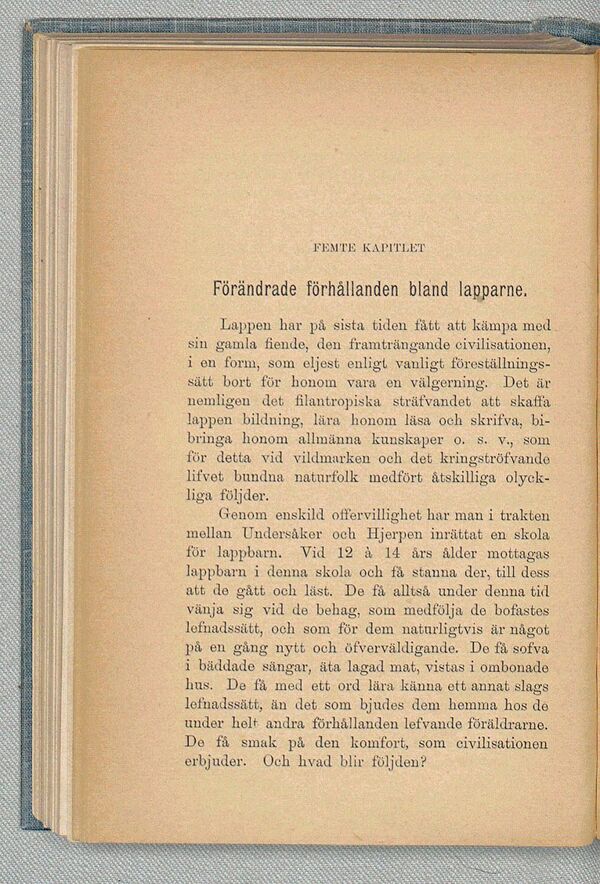 FEMTE KAPITLET
Förändrade förhållanden bland lapparne.
Lappen har på sista tiden fått att kämpa med
sin gamla fiende, den framträngande civilisationen,
i en form, som eljest enligt vanligt föreställnings-
sätt bort för honom vara en välgerning. Det är
nemligen det filantropiska sträfvandet att skaffa
lappen bildning, lära honom läsa och skrifva, bi-
bringa honom allmänna kunskaper o. s. v., som
för detta vid vildmarken och det kringströfvande
lifvet bundna naturfolk medfört åtskilliga olyck-
liga följder.
Genom enskild offervillighet har man i trakten
mellan Undersåker och Hjerpen inrättat en skola
för lappbarn. Vid 12 à 14 års ålder mottagas
lappbarn i denna skola och få stanna der, till dess
att de gått och läst. De få alltså under denna tid
vänja sig vid de behag, som medfölja de bofastes
lefnadssätt, och som för dem naturligtvis är något
på en gång nytt och öfverväldigande. De få sofva
i bäddade sängar, äta lagad mat, vistas i ombonade
hus. De få med ett ord lära känna ett annat slags
lefnadssätt, än det som bjudes dem hemma hos de
under helt andra förhållanden lefvande föräldrarne.
De få smak på den komfort, som civilisationen
erbjuder. Och hvad blir följden?